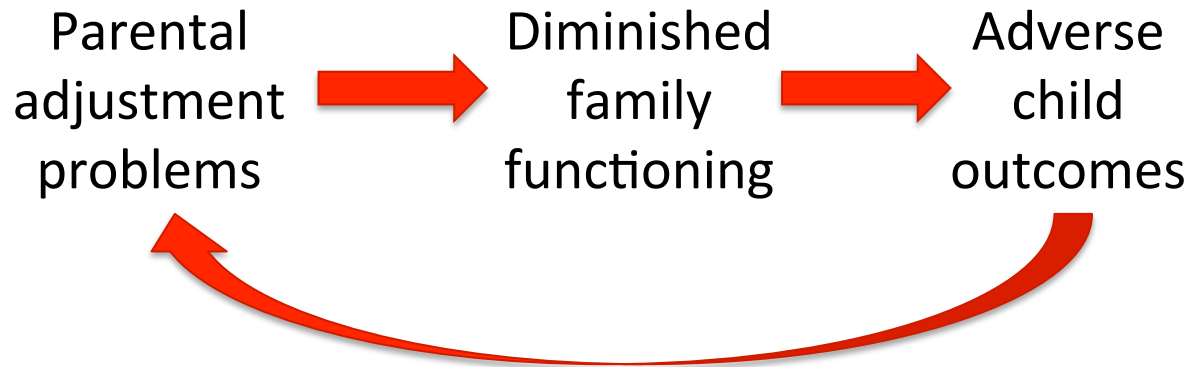 Parental
adjustment
problems
Diminished
family
functioning
Adverse
child
outcomes